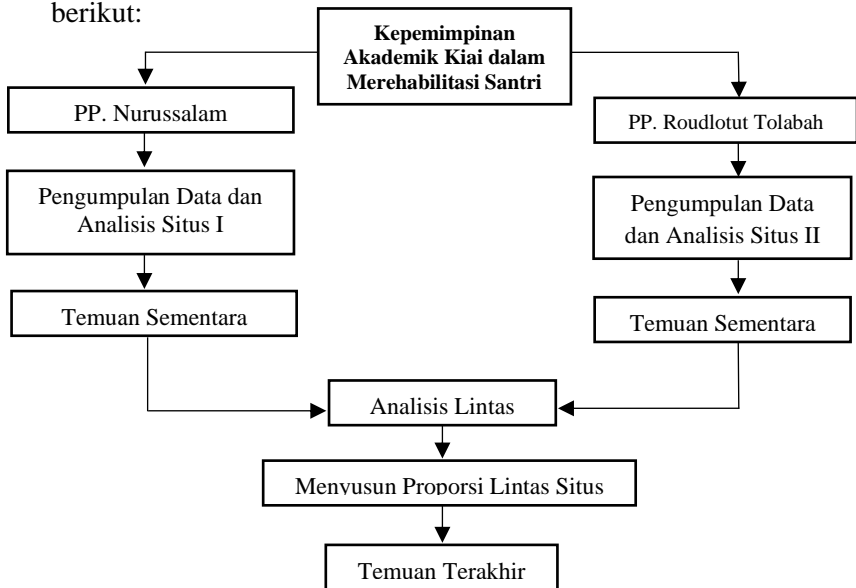 berikut:
Kepemimpinan
Akademik Kiai dalam
Merehabilitasi Santri
PP. Nurussalam
PP. Roudlotut Tolabah
Pengumpulan Data dan
Analisis Situs I
Pengumpulan Data
dan Analisis Situs II
Temuan Sementara
Temuan Sementara
Analisis Lintas
Menyusun Proporsi Lintas Situs
Temuan Terakhir